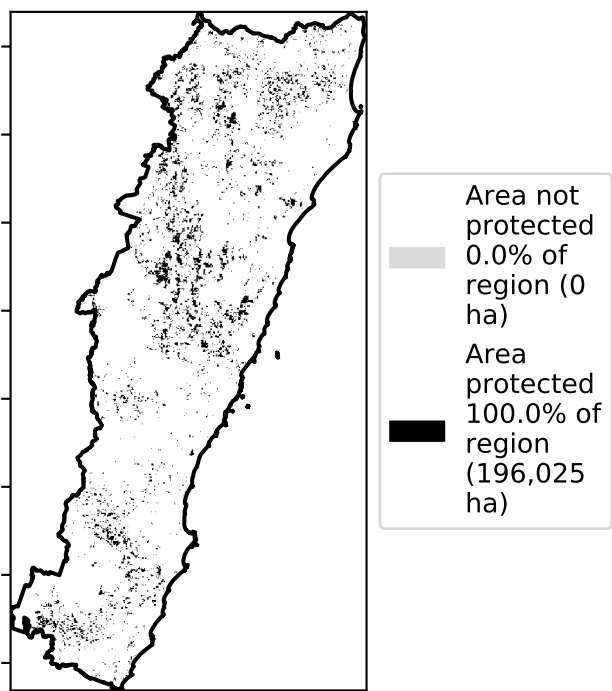 Area not
protected
0.0% of
region (0
ha)
Area
protected
100.0% of
region
(196,025
ha)